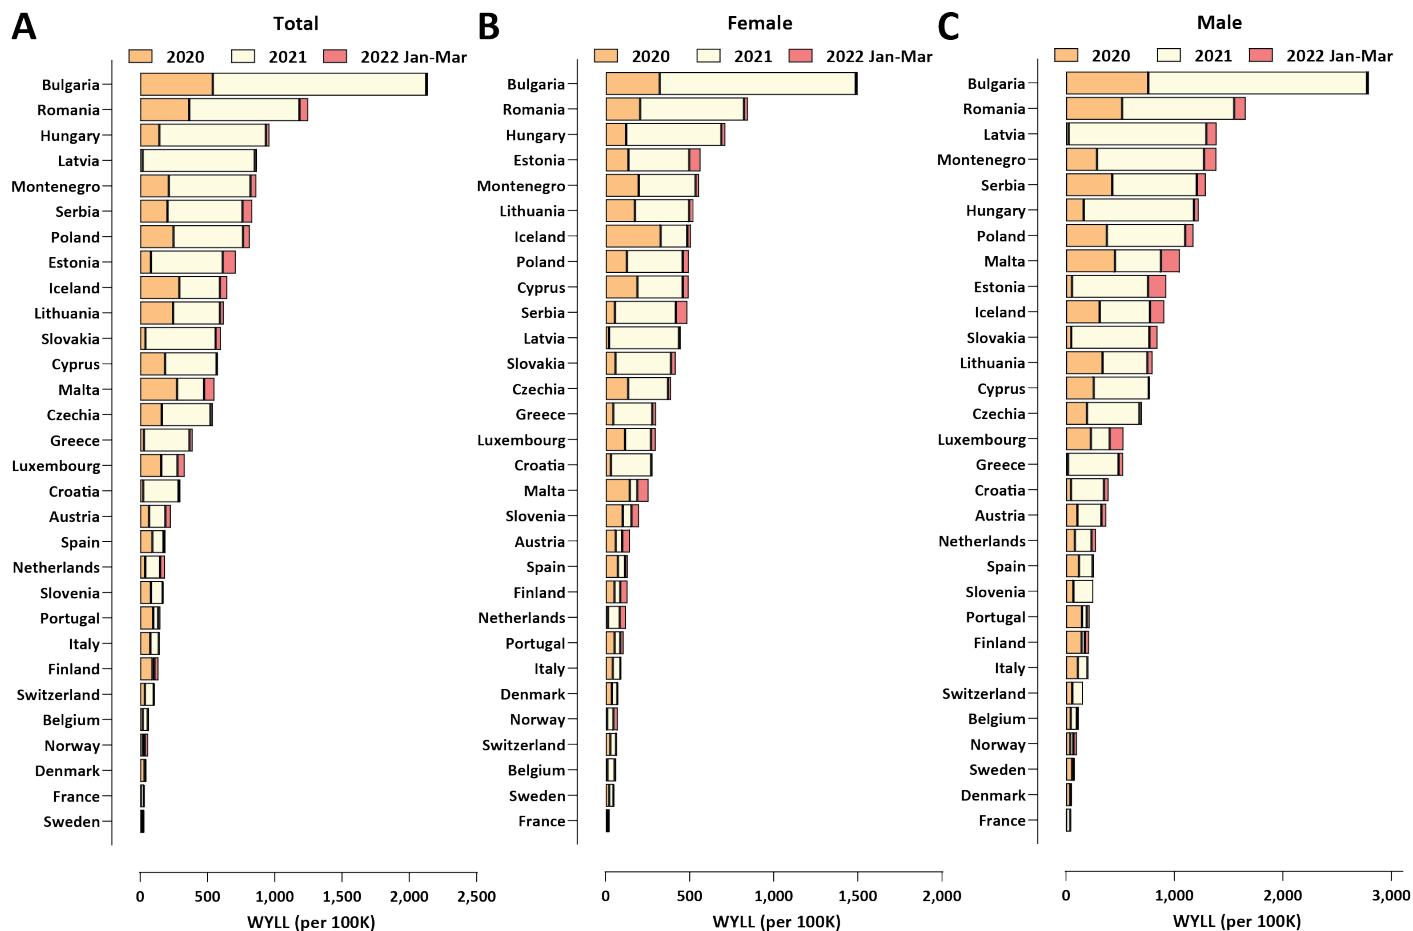 A
Total
2020
2021
2022 Jan-Mar
Bulgaria
Romania
Hungary
Latvia
Montenegro
Serbia
Poland
Estonia
Iceland
Lithuania
Slovakia
Cyprus
Malta
Czechia
Greece
Luxembourg
Croatia
Austria
Spain
Netherlands
Slovenia
Portugal
Italy
Finland
Switzerland
Belgium
Norway
Denmark
France
Sweden
0 500 1,000 1,500 2,000 2,500
WYLL (per 100K)
B
Female
2020
2021
2022 Jan-Mar
Bulgaria
Romania
Hungary
Estonia
Montenegro
Lithuania
Iceland
Poland
Cyprus
Serbia
Latvia
Slovakia
Czechia
Greece
Luxembourg
Croatia
Malta
Slovenia
Austria
Spain
Finland
Netherlands
Portugal
Italy
Denmark
Norway
Switzerland
Belgium
Sweden
France
0 500 1,000 1,500 2,000
WYLL (per 100K)
C
Male
2020
2021
2022 Jan-Mar
Bulgaria
Romania
Latvia
Montenegro
Serbia
Hungary
Poland
Malta
Estonia
Iceland
Slovakia
Lithuania
Cyprus
Czechia
Luxembourg
Greece
Croatia
Austria
Netherlands
Spain
Slovenia
Portugal
Finland
Italy
Switzerland
Belgium
Norway
Sweden
Denmark
France
0 1,000 2,000 3,000
WYLL (per 100K)